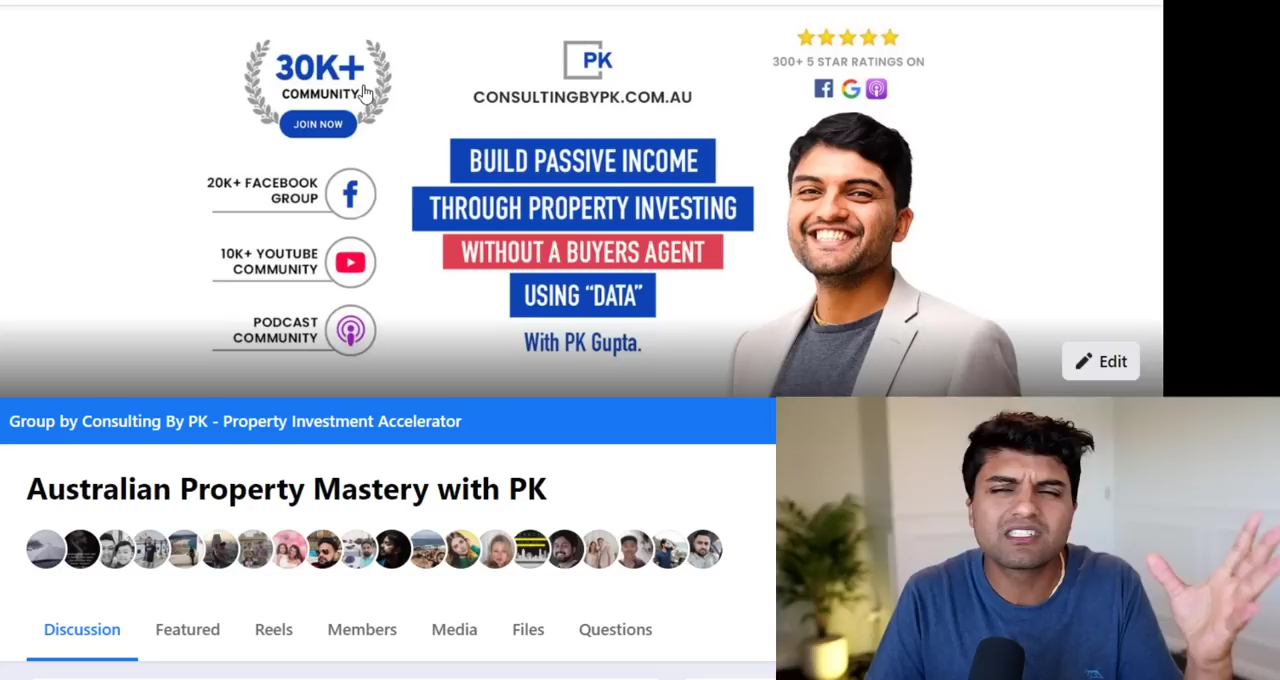 30K+
COMMUNITY
JOIN NOW
20K+ FACEBOOK
GROUP
10K+ YOUTUBE
COMMUNITY
PODCAST
COMMUNITY
PK
CONSULTINGBYPK.COM.AU
BUILD PASSIVE INCOME
THROUGH PROPERTY INVESTING
WITHOUT A BUYERS AGENT
USING “DATA”
With PK Gupta.
300+ 5 STAR RATINGS ON
Edit
Group by Consulting By PK - Property Investment Accelerator
Australian Property Mastery with PK
Discussion Featured Reels Members Media Files Questions